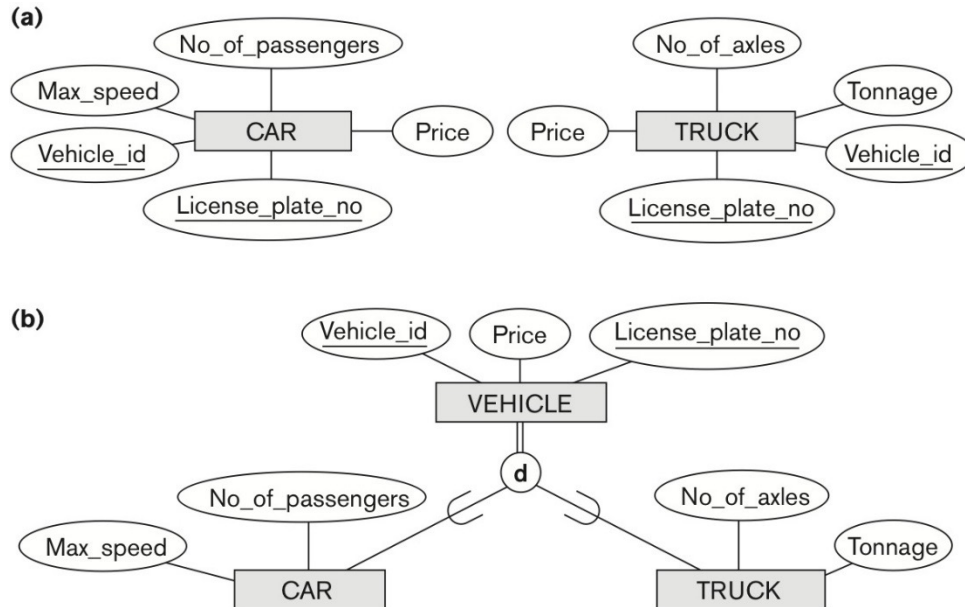 (a)
No_of_passengers
No_of_axles
Max_speed
Tonnage
CAR
Price
Price
TRUCK
Vehicle_id
Vehicle_id
License_plate_no
License_plate_no
(b)
Vehicle_id
Price
License_plate_no
VEHICLE
d
No_of_passengers
No_of_axles
Max_speed
Tonnage
CAR
TRUCK